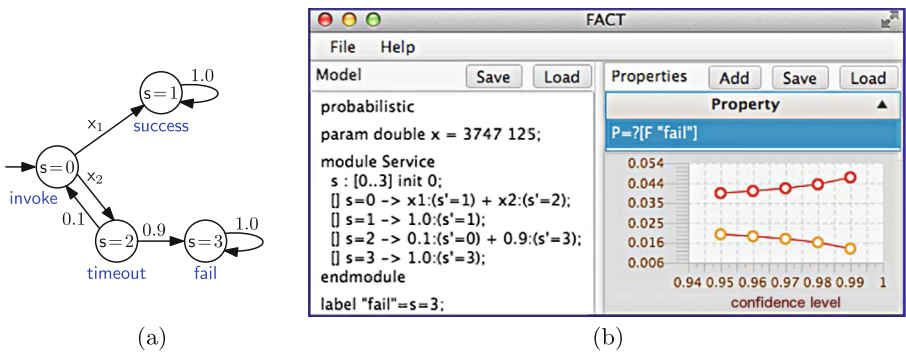 1.0
s=1
success
x1
s=0
invoke
x2
0.1
0.9
1.0
s=2
s=3
timeout
fail
(a)
FACT
File Help
Model Save Load
probabilistic
param double x = 3747 125;
module Service
s : [0..3] init 0;
[] s=0 -> x1:(s'=1) + x2:(s'=2);
[] s=1 -> 1.0:(s'=1);
[] s=2 -> 0.1:(s'=0) + 0.9:(s'=3);
[] s=3 -> 1.0:(s'=3);
endmodule
label "fail"=s=3;
Properties Add Save Load
Property
P=?[F "fail"]
0.054
0.044
0.035
0.025
0.016
0.006
0.94 0.95 0.96 0.97 0.98 0.99 1
confidence level
(b)